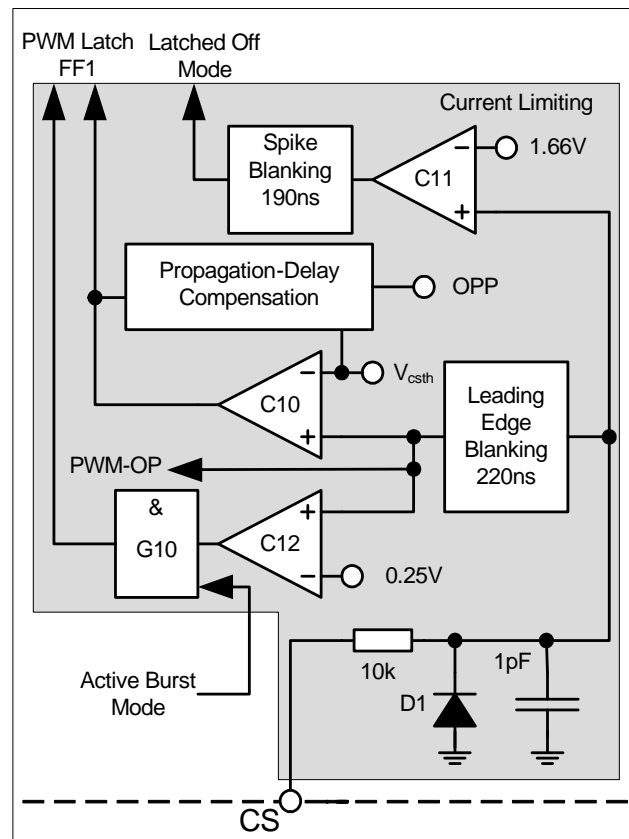 PWM Latch
FF1
Latched Off
Mode
Current Limiting
Spike
Blanking
190ns
C11
1.66V
Propagation-Delay
Compensation
OPP
C10
Vcsth
Leading
Edge
Blanking
220ns
PWM-OP
&
G10
C12
0.25V
Active Burst
Mode
10k
1pF
D1
CS